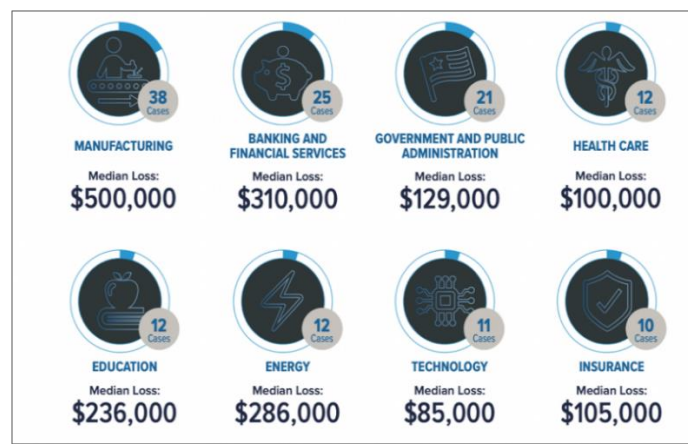 38
Cases
25
Cases
21
Cases
12
Cases
MANUFACTURING
BANKING AND
FINANCIAL SERVICES
GOVERNMENT AND PUBLIC
ADMINISTRATION
HEALTH CARE
Median Loss:
$500,000
Median Loss:
$310,000
Median Loss:
$129,000
Median Loss:
$100,000
12
Cases
12
Cases
11
Cases
10
Cases
EDUCATION
ENERGY
TECHNOLOGY
INSURANCE
Median Loss:
$236,000
Median Loss:
$286,000
Median Loss:
$85,000
Median Loss:
$105,000